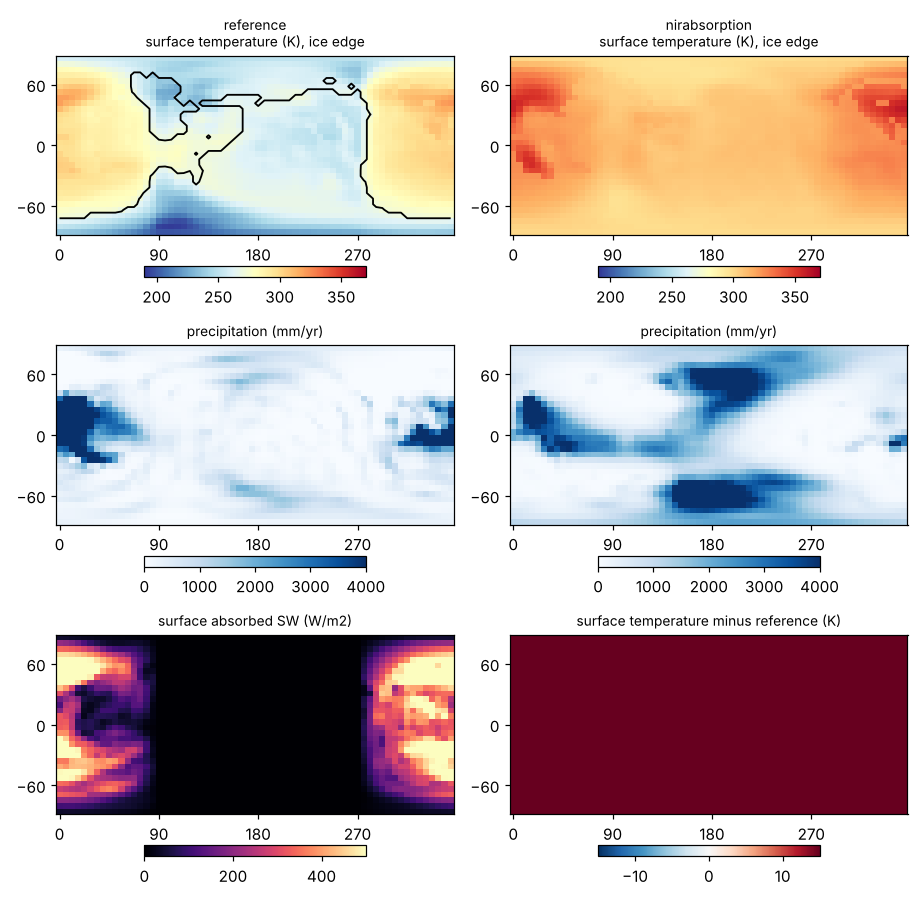 reference
surface temperature (K), ice edge
60
0
−60
0 90 180 270
200 250 300 350
nirabsorption
surface temperature (K), ice edge
60
0
−60
0 90 180 270
200 250 300 350
precipitation (mm/yr)
60
0
−60
0 90 180 270
0 1000 2000 3000 4000
precipitation (mm/yr)
60
0
−60
0 90 180 270
0 1000 2000 3000 4000
surface absorbed SW (W/m2)
60
0
−60
0 90 180 270
0 200 400
surface temperature minus reference (K)
60
0
−60
0 90 180 270
−10 0 10